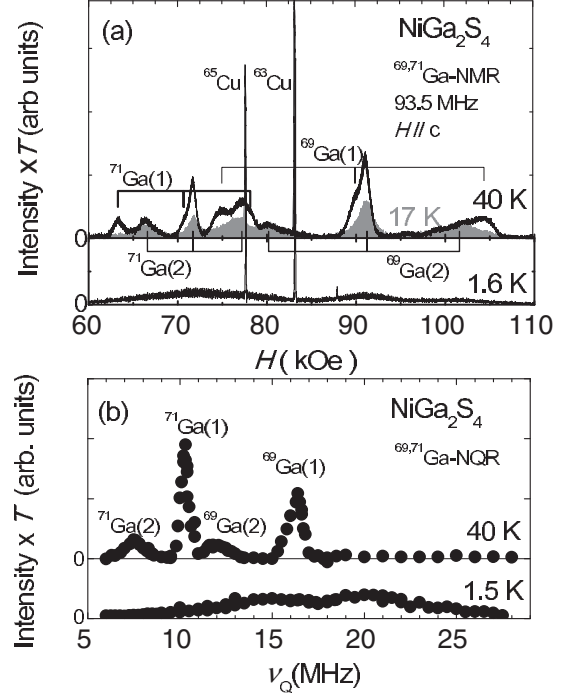 (a)
NiGa₂S₄
⁶⁵Cu ⁶³Cu
⁶⁹,⁷¹Ga-NMR
93.5 MHz
H // c
⁷¹Ga(1)
⁶⁹Ga(1)
40 K
17 K
0
⁷¹Ga(2)
⁶⁹Ga(2)
1.6 K
0
60 70 80 90 100 110
H ( kOe)
Intensity x T (arb units)
(b)
NiGa₂S₄
⁷¹Ga(1)
⁶⁹,⁷¹Ga-NQR
⁶⁹Ga(1)
⁷¹Ga(2)
⁶⁹Ga(2)
40 K
0
1.5 K
0
5 10 15 20 25
νQ(MHz)
Intensity x T (arb. units)